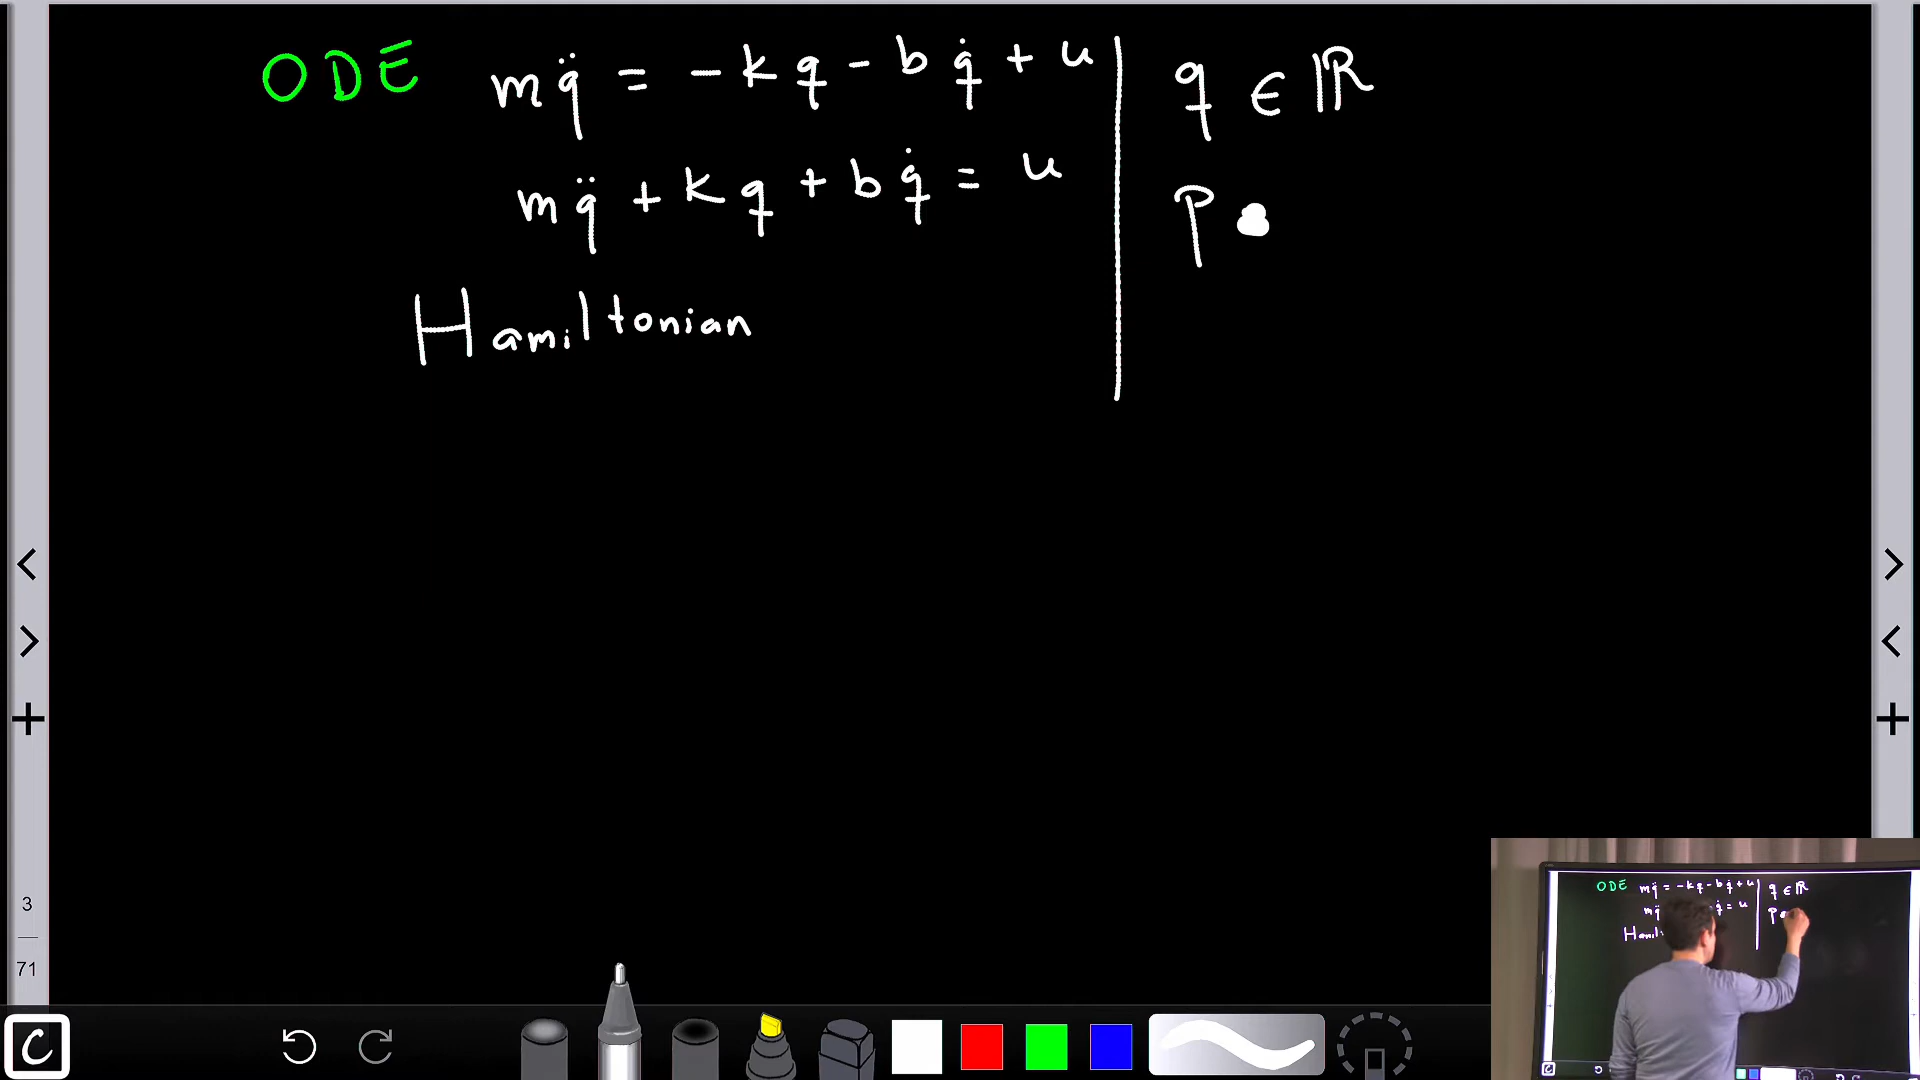 ODE mq̈ = -kq - bq̇ + u
mq̈ + kq + bq̇ = u
Hamiltonian
q ∈ ℝ
p
3
71